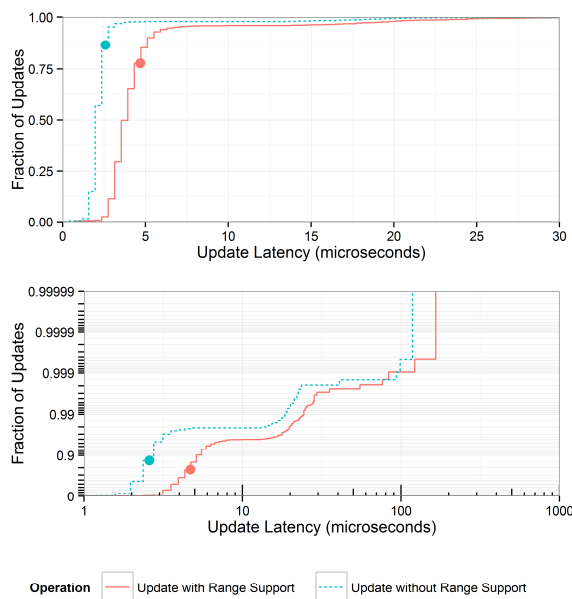 1.00
0.75
0.50
0.25
0.00
Fraction of Updates
0 5 10 15 20 25 30
Update Latency (microseconds)
0.99999
0.9999
0.999
0.99
0.9
0
Fraction of Updates
1 10 100 1000
Update Latency (microseconds)
Operation Update with Range Support Update without Range Support